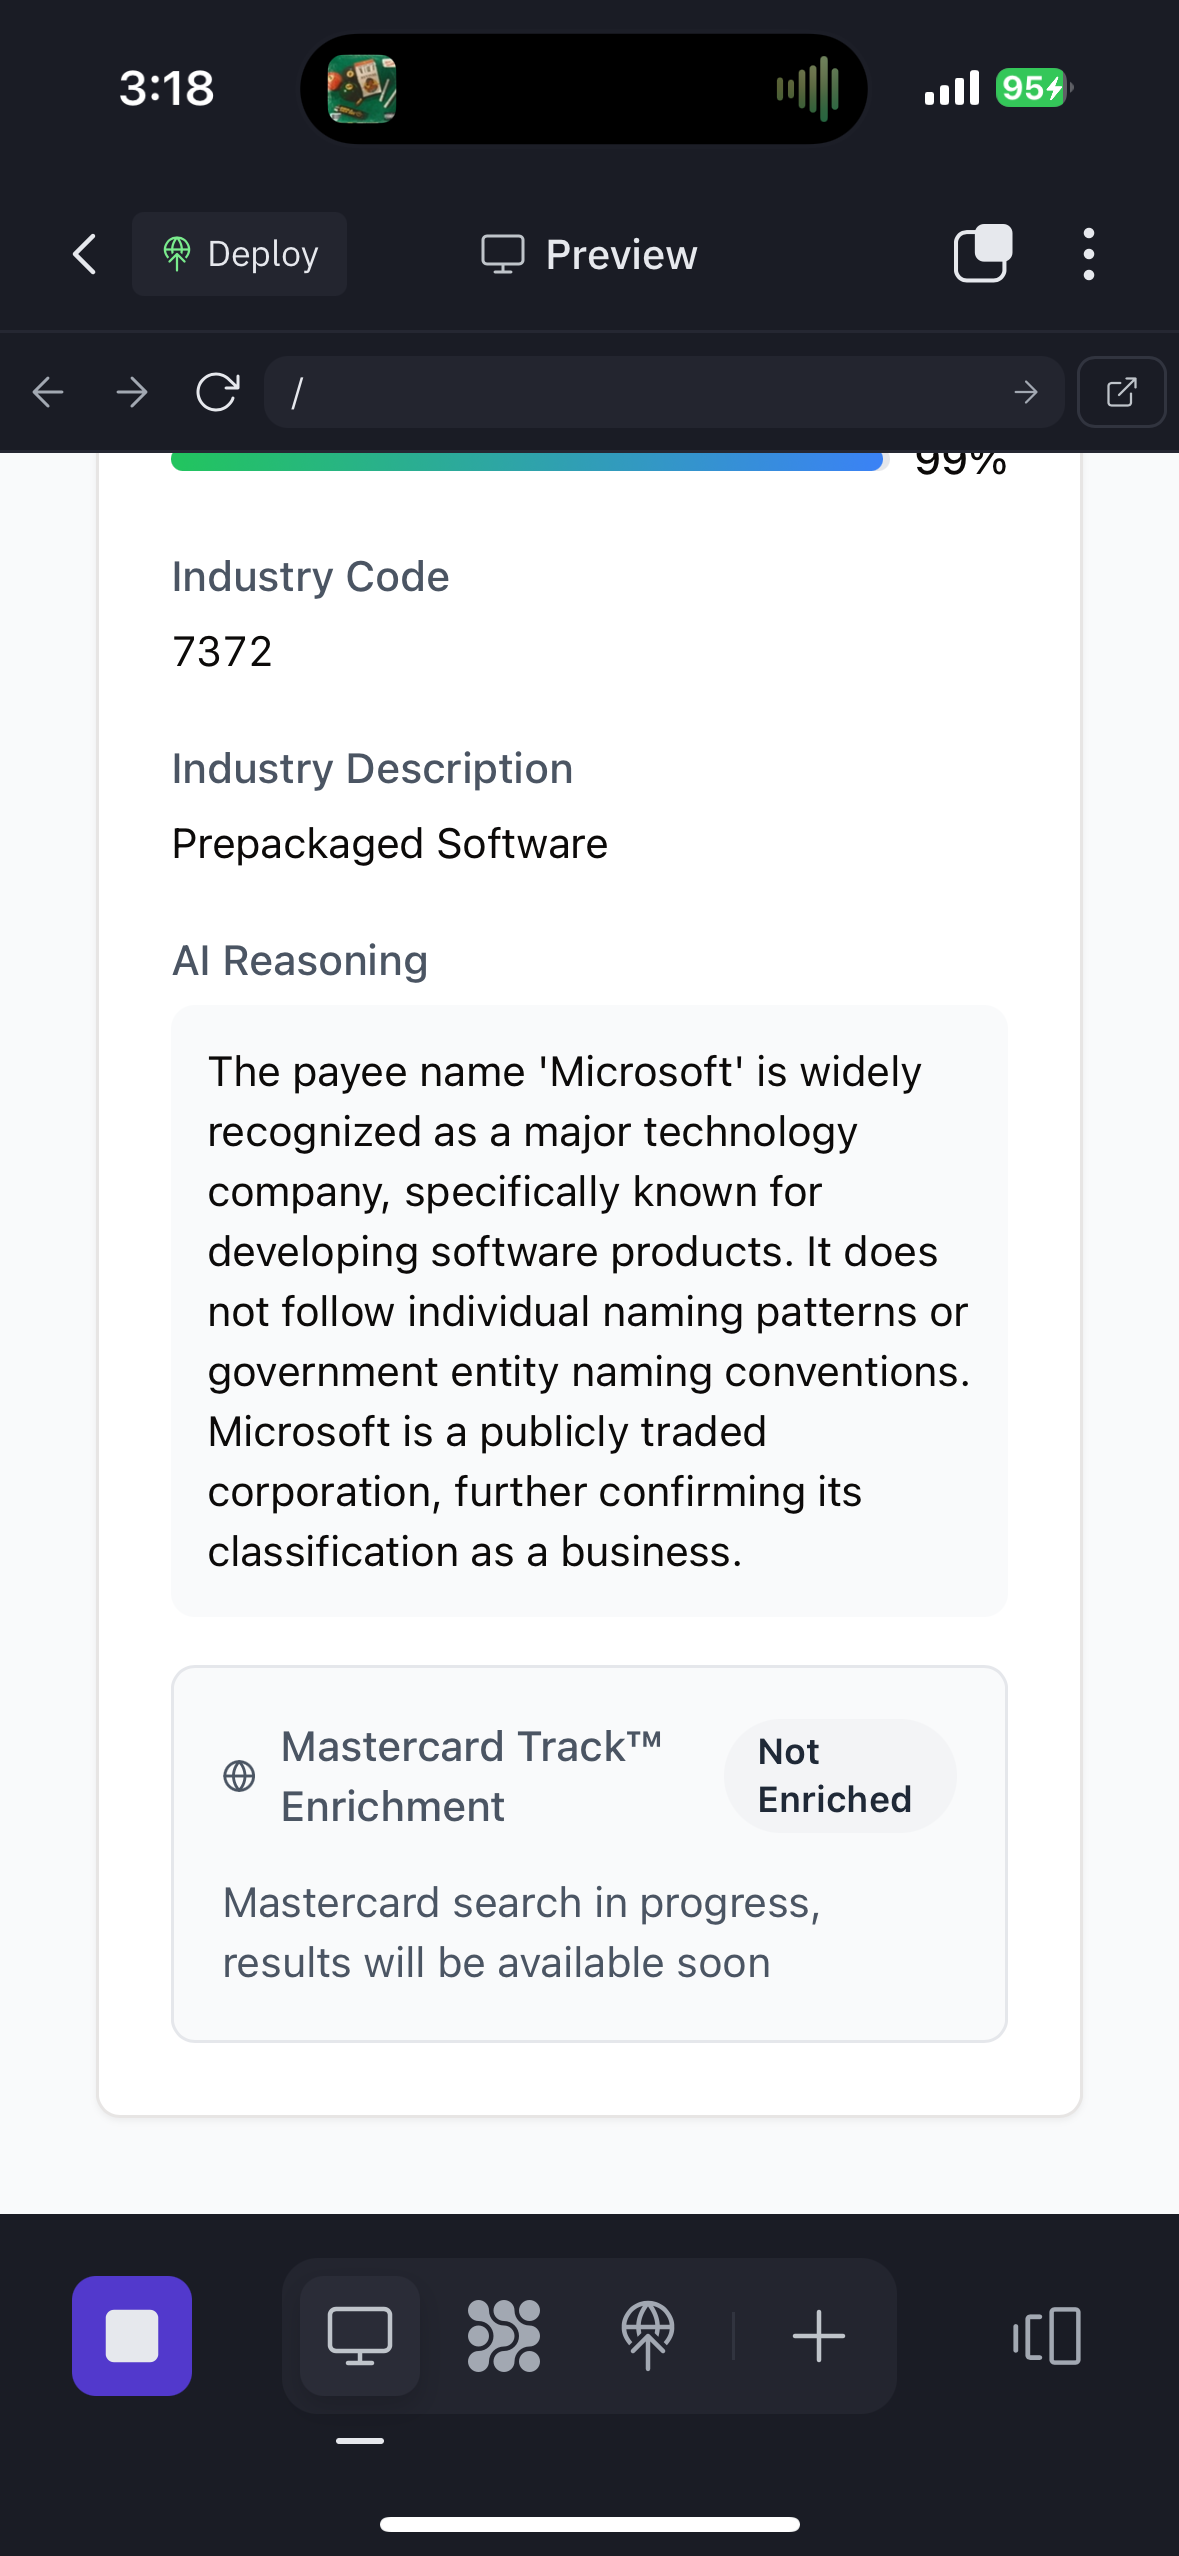 3:18
95
Deploy
Preview
/
99%
Industry Code
7372
Industry Description
Prepackaged Software
AI Reasoning
The payee name 'Microsoft' is widely
recognized as a major technology
company, specifically known for
developing software products. It does
not follow individual naming patterns or
government entity naming conventions.
Microsoft is a publicly traded
corporation, further confirming its
classification as a business.
Mastercard Track™
Enrichment
Not
Enriched
Mastercard search in progress,
results will be available soon